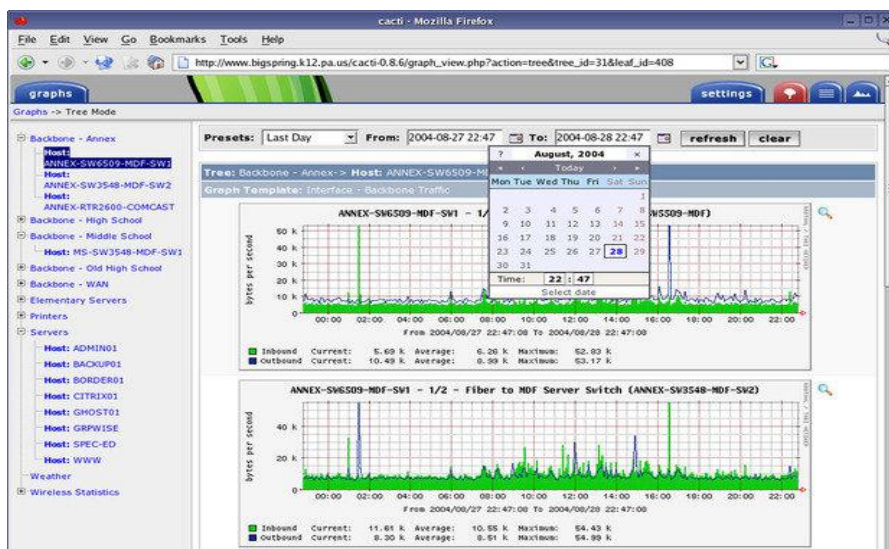 cacti - Mozilla Firefox
File Edit View Go Bookmarks Tools Help
http://www.bigspring.k12.pa.us/cacti-0.8.6/graph_view.php?action=tree&tree_id=31&leaf_id=408
graphs
settings
Graphs -> Tree Mode
Backbone - Annex
Host:
ANNEX-SW6509-MDF-SW1
Host:
ANNEX-SW3548-MDF-SW2
Host:
ANNEX-RTR2600-COMCAST
Backbone - High School
Backbone - Middle School
Host: MS-SW3548-MDF-SW1
Backbone - Old High School
Backbone - WAN
Elementary Servers
Printers
Servers
Host: ADMIN01
Host: BACKUP01
Host: BORDER01
Host: CITRIX01
Host: GHOST01
Host: GRPWISE
Host: SPEC-ED
Host: WWW
Weather
Wireless Statistics
Presets: Last Day From: 2004-08-27 22:47 To: 2004-08-28 22:47 refresh clear
? August, 2004 ×
« ‹ Today › »
Mon Tue Wed Thu Fri Sat Sun
1
2 3 4 5 6 7 8
9 10 11 12 13 14 15
16 17 18 19 20 21 22
23 24 25 26 27 28 29
30 31
Time: 22 : 47
Select date
Tree: Backbone - Annex-> Host: ANNEX-SW6509-M
Graph Template: Interface - Backbone Traffic
ANNEX-SW6509-MDF-SW1 - 1/
W5509-MDF)
bytes per second
50 k
40 k
30 k
20 k
10 k
0
00:00 02:00 04:00 06:00 08:00 10:00 12:00 14:00 16:00 18:00 20:00 22:00
From 2004/08/27 22:47:08 To 2004/08/28 22:47:08
Inbound Current: 5.69 k Average: 6.26 k Maximum: 52.83 k
Outbound Current: 10.49 k Average: 8.99 k Maximum: 53.17 k
ANNEX-SW6509-MDF-SW1 - 1/2 - Fiber to MDF Server Switch (ANNEX-SW3548-MDF-SW2)
bytes per second
40 k
20 k
0
00:00 02:00 04:00 06:00 08:00 10:00 12:00 14:00 16:00 18:00 20:00 22:00
From 2004/08/27 22:47:08 To 2004/08/28 22:47:08
Inbound Current: 11.61 k Average: 10.55 k Maximum: 54.43 k
Outbound Current: 8.30 k Average: 8.51 k Maximum: 54.99 k